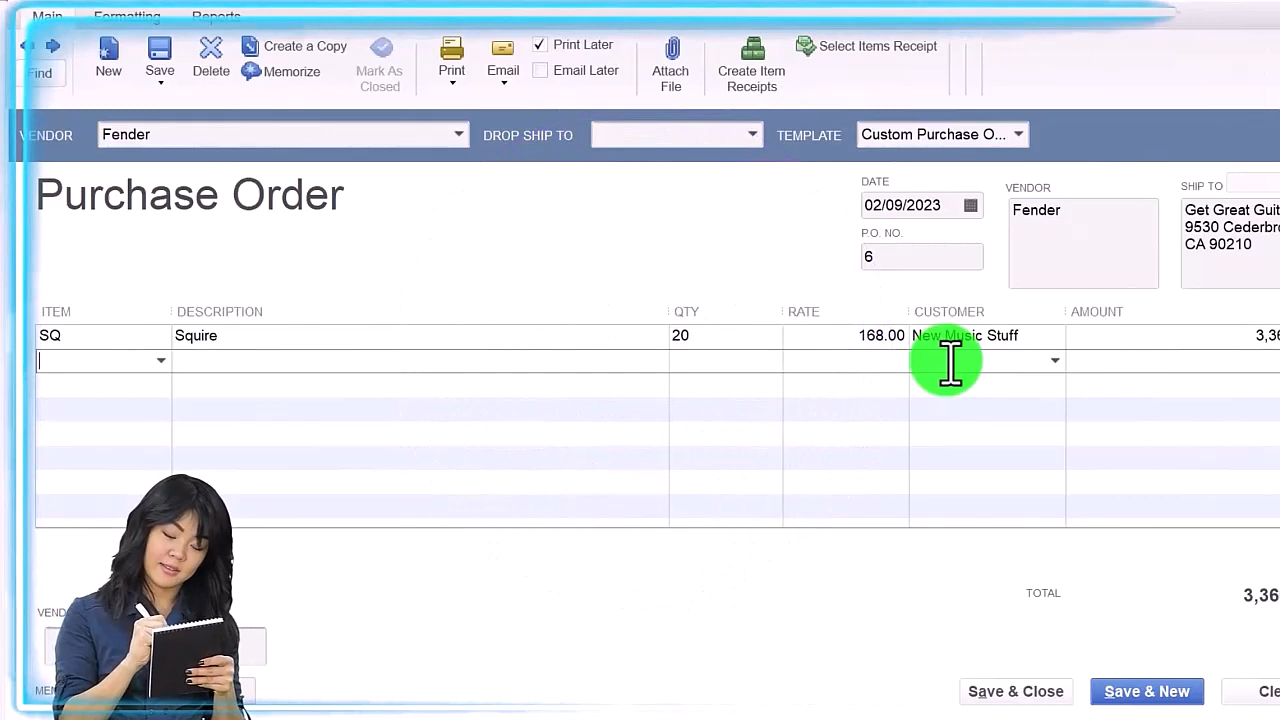 Main Formatting Reports
Find
New
Save
Delete
Create a Copy
Memorize
Mark As
Closed
Print
Email
Print Later
Email Later
Attach
File
Create Item
Receipts
Select Items Receipt
VENDOR Fender DROP SHIP TO TEMPLATE Custom Purchase O...
Purchase Order
DATE
02/09/2023
P.O. NO.
6
VENDOR
Fender
SHIP TO
Get Great Guit
9530 Cederbro
CA 90210
ITEM DESCRIPTION QTY RATE CUSTOMER AMOUNT
SQ Squire 20 168.00 New Music Stuff 3,36
TOTAL 3,36
VEND
MEM
Save & Close Save & New Cle